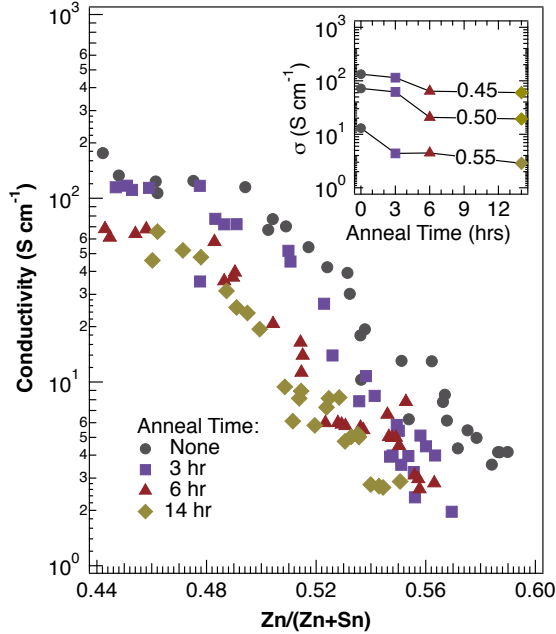 10³
8
6
4
2
10²
8
6
4
2
10¹
8
6
5
4
3
2
10⁰
Conductivity (S cm⁻¹)
0.44 0.48 0.52 0.56 0.60
Zn/(Zn+Sn)
Anneal Time:
None
3 hr
6 hr
14 hr
10³
10²
10¹
10⁰
σ (S cm⁻¹)
0.45
0.50
0.55
0 3 6 9 12
Anneal Time (hrs)